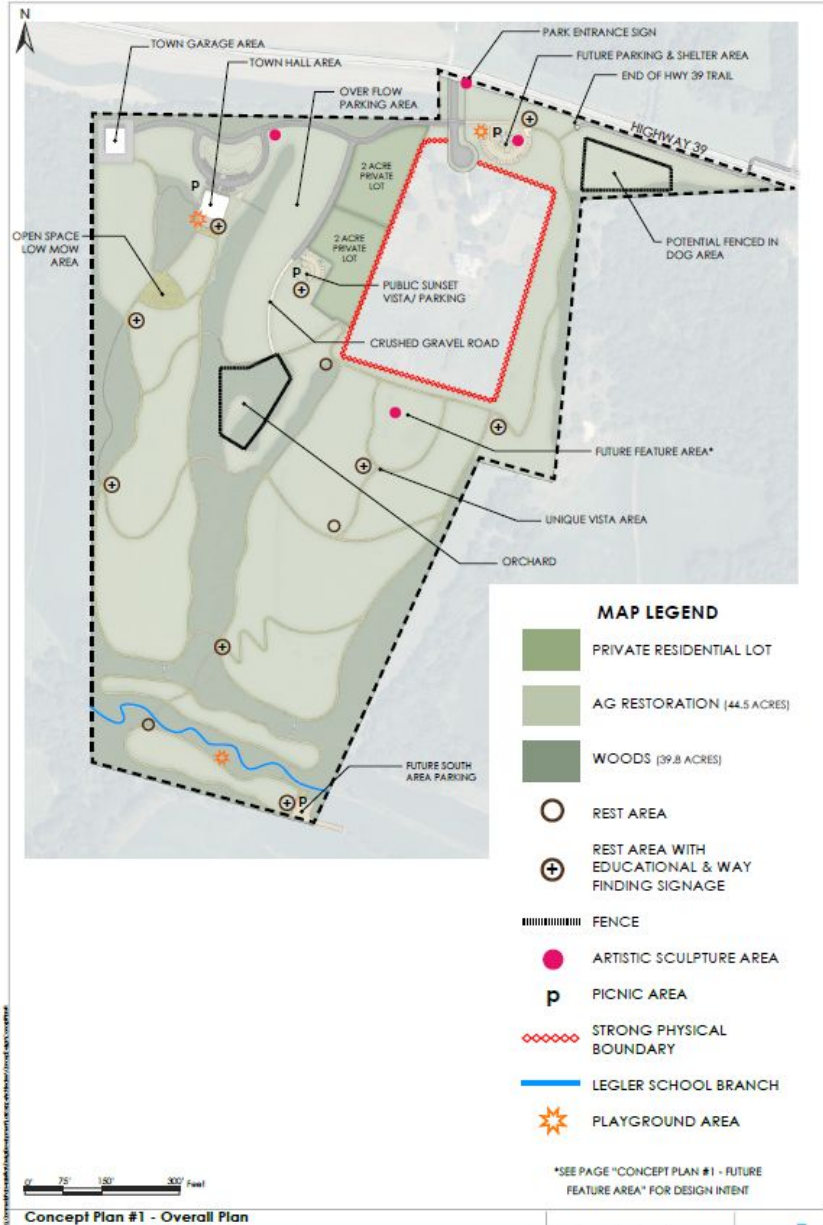 N
PARK ENTRANCE SIGN
TOWN GARAGE AREA
FUTURE PARKING & SHELTER AREA
TOWN HALL AREA
END OF HWY 39 TRAIL
OVER FLOW
PARKING AREA
HIGHWAY 39
P
2 ACRE
PRIVATE
LOT
P
OPEN SPACE
LOW MOW
AREA
2 ACRE
PRIVATE
LOT
POTENTIAL FENCED IN
DOG AREA
P
PUBLIC SUNSET
VISTA/ PARKING
CRUSHED GRAVEL ROAD
FUTURE FEATURE AREA*
UNIQUE VISTA AREA
ORCHARD
FUTURE SOUTH
AREA PARKING
P
MAP LEGEND
PRIVATE RESIDENTIAL LOT
AG RESTORATION (44.5 ACRES)
WOODS (39.8 ACRES)
REST AREA
REST AREA WITH
EDUCATIONAL & WAY
FINDING SIGNAGE
FENCE
ARTISTIC SCULPTURE AREA
p PICNIC AREA
STRONG PHYSICAL
BOUNDARY
LEGLER SCHOOL BRANCH
PLAYGROUND AREA
*SEE PAGE "CONCEPT PLAN #1 - FUTURE
FEATURE AREA" FOR DESIGN INTENT
0' 75' 150' 300' Feet
Concept Plan #1 - Overall Plan